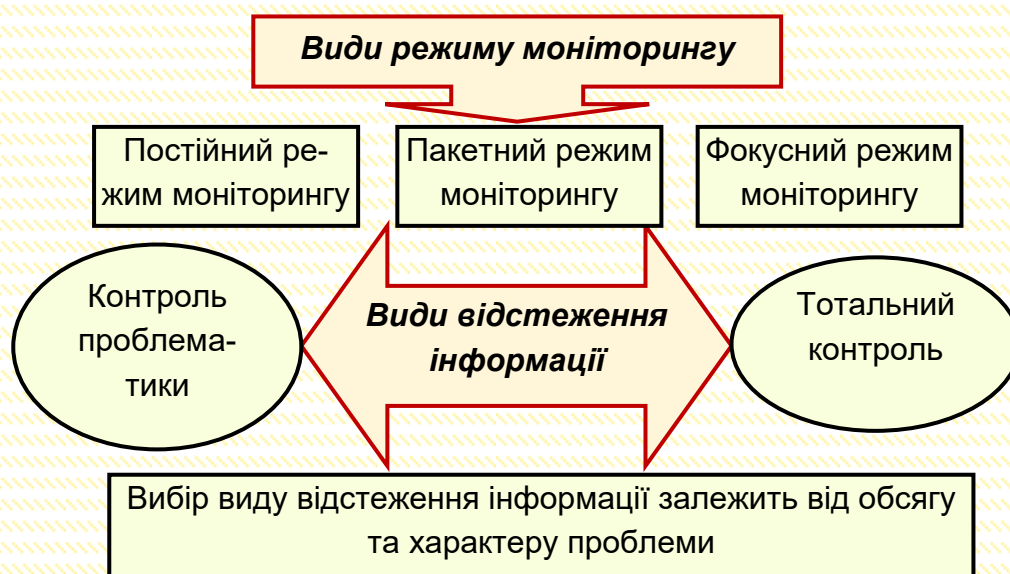 Види режиму моніторингу
Постійний ре-
жим моніторингу
Пакетний режим
моніторингу
Фокусний режим
моніторингу
Контроль
проблема-
тики
Види відстеження
інформації
Тотальний
контроль
Вибір виду відстеження інформації залежить від обсягу
та характеру проблеми